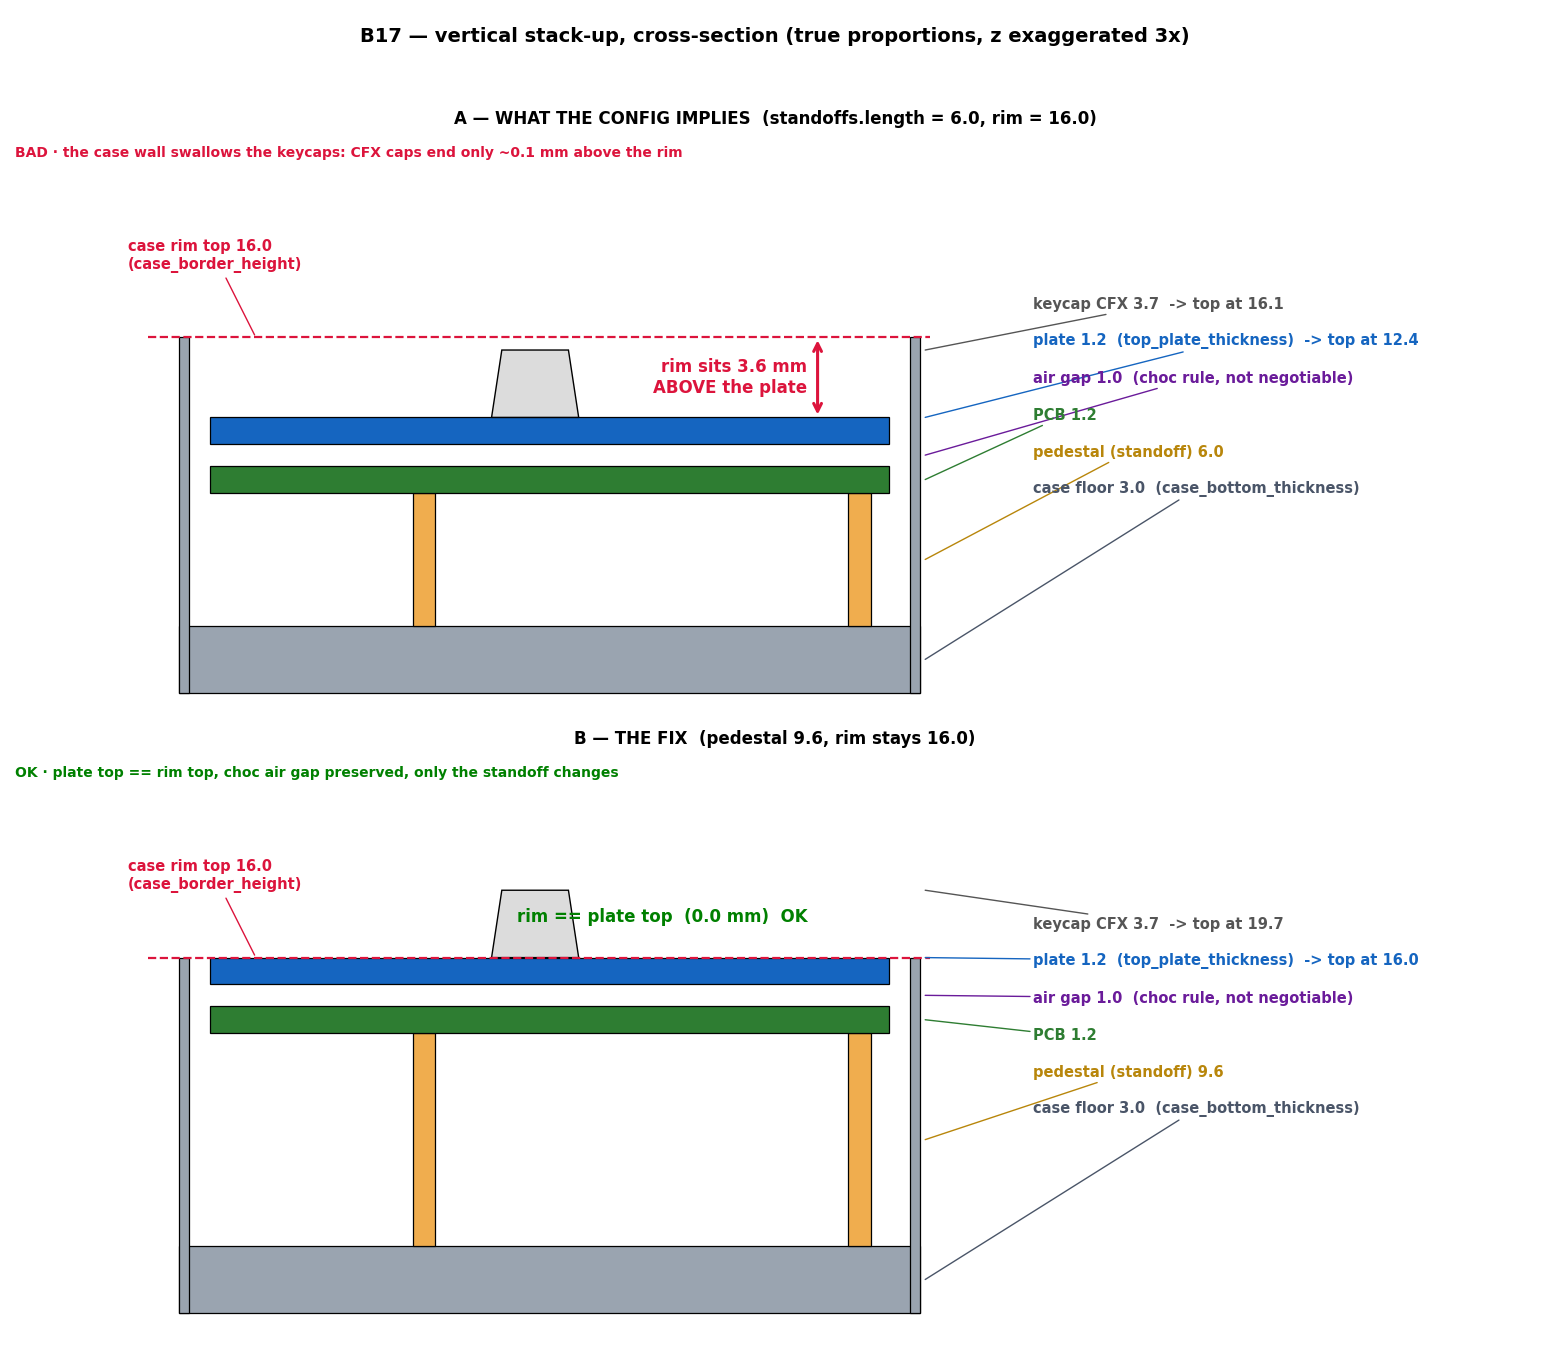 B17 — vertical stack-up, cross-section (true proportions, z exaggerated 3x)
A — WHAT THE CONFIG IMPLIES  (standoffs.length = 6.0, rim = 16.0)
BAD · the case wall swallows the keycaps: CFX caps end only ~0.1 mm above the rim
case rim top 16.0
(case_border_height)
rim sits 3.6 mm
ABOVE the plate
keycap CFX 3.7  -> top at 16.1
plate 1.2  (top_plate_thickness)  -> top at 12.4
air gap 1.0  (choc rule, not negotiable)
PCB 1.2
pedestal (standoff) 6.0
case floor 3.0  (case_bottom_thickness)
B — THE FIX  (pedestal 9.6, rim stays 16.0)
OK · plate top == rim top, choc air gap preserved, only the standoff changes
case rim top 16.0
(case_border_height)
rim == plate top  (0.0 mm)  OK
keycap CFX 3.7  -> top at 19.7
plate 1.2  (top_plate_thickness)  -> top at 16.0
air gap 1.0  (choc rule, not negotiable)
PCB 1.2
pedestal (standoff) 9.6
case floor 3.0  (case_bottom_thickness)